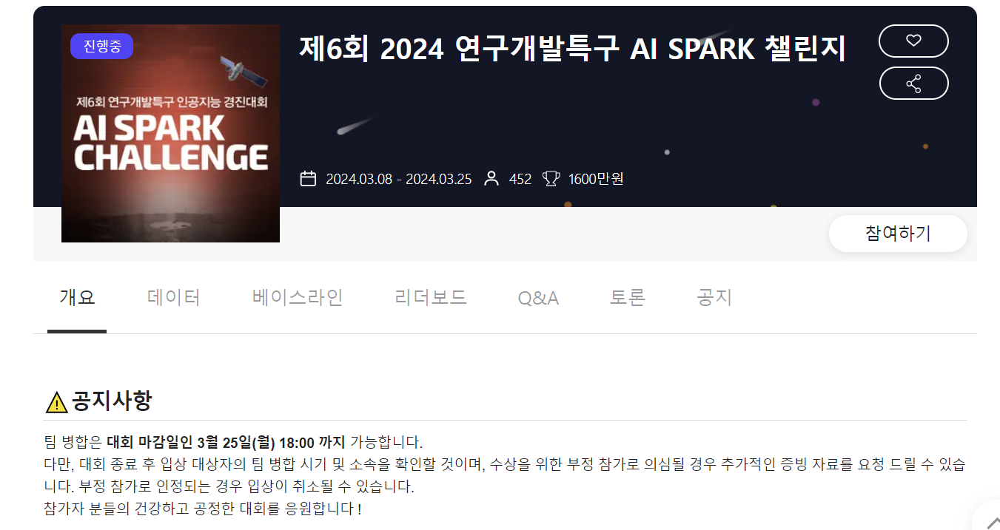 진행중
제6회 연구개발특구 인공지능 경진대회
AI SPARK
CHALLENGE
제6회 2024 연구개발특구 AI SPARK 챌린지
2024.03.08 - 2024.03.25 452 1600만원
참여하기
개요 데이터 베이스라인 리더보드 Q&A 토론 공지
공지사항
팀 병합은 대회 마감일인 3월 25일(월) 18:00 까지 가능합니다.
다만, 대회 종료 후 입상 대상자의 팀 병합 시기 및 소속을 확인할 것이며, 수상을 위한 부정 참가로 의심될 경우 추가적인 증빙 자료를 요청 드릴 수 있습
니다. 부정 참가로 인정되는 경우 입상이 취소될 수 있습니다.
참가자 분들의 건강하고 공정한 대회를 응원합니다 !